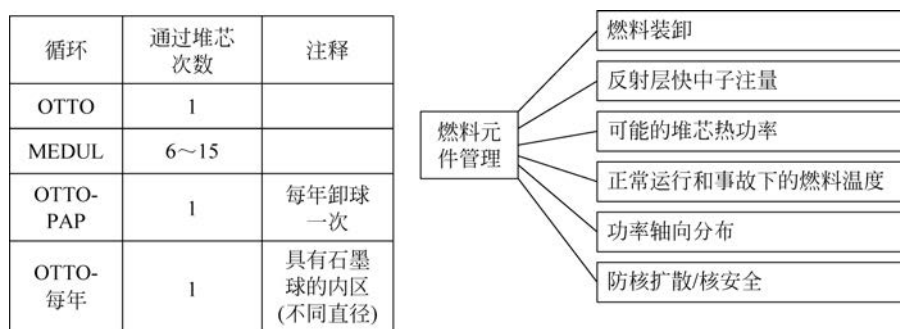 循环
通过堆芯
次数
注释
OTTO
1
MEDUL
6～15
OTTO-
PAP
1
每年卸球
一次
OTTO-
每年
1
具有石墨
球的内区
(不同直径)
燃料元
件管理
燃料装卸
反射层快中子注量
可能的堆芯热功率
正常运行和事故下的燃料温度
功率轴向分布
防核扩散/核安全